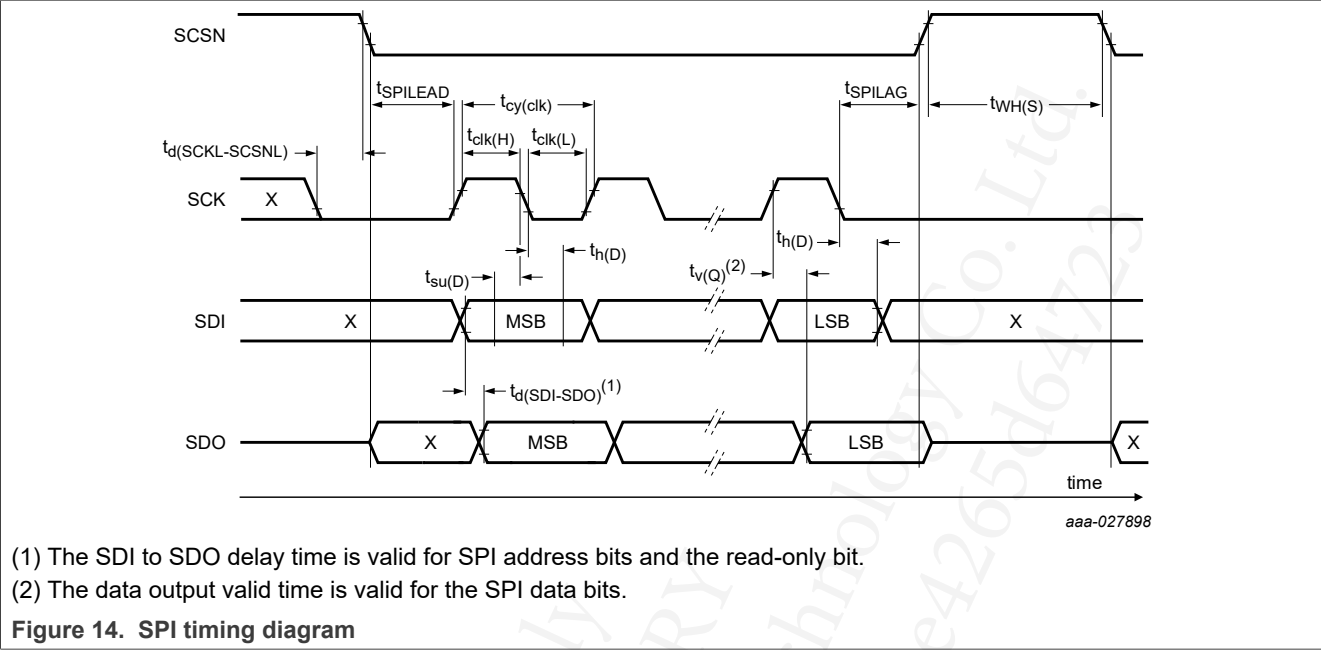 SCSN
tSPILEAD
tcy(clk)
tSPILAG
tWH(S)
tclk(H)
tclk(L)
td(SCKL-SCSNL)
SCK
X
th(D)
th(D)
tsu(D)
tv(Q)(2)
SDI
X
MSB
LSB
X
td(SDI-SDO)(1)
SDO
X
MSB
LSB
X
time
aaa-027898
(1) The SDI to SDO delay time is valid for SPI address bits and the read-only bit.
(2) The data output valid time is valid for the SPI data bits.
Figure 14. SPI timing diagram